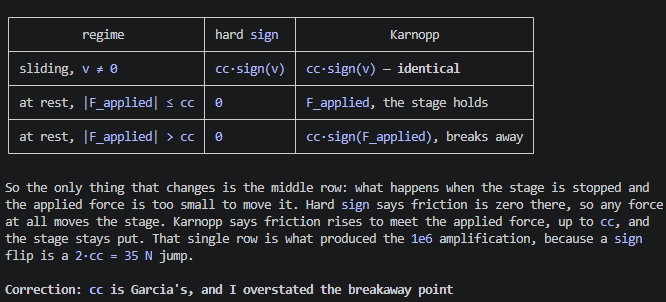 regime hard sign Karnopp
sliding, v ≠ 0 cc·sign(v) cc·sign(v) — identical
at rest, |F_applied| ≤ cc 0 F_applied, the stage holds
at rest, |F_applied| > cc 0 cc·sign(F_applied), breaks away
So the only thing that changes is the middle row: what happens when the stage is stopped and
the applied force is too small to move it. Hard sign says friction is zero there, so any force
at all moves the stage. Karnopp says friction rises to meet the applied force, up to cc, and
the stage stays put. That single row is what produced the 1e6 amplification, because a sign
flip is a 2·cc = 35 N jump.
Correction: cc is Garcia's, and I overstated the breakaway point